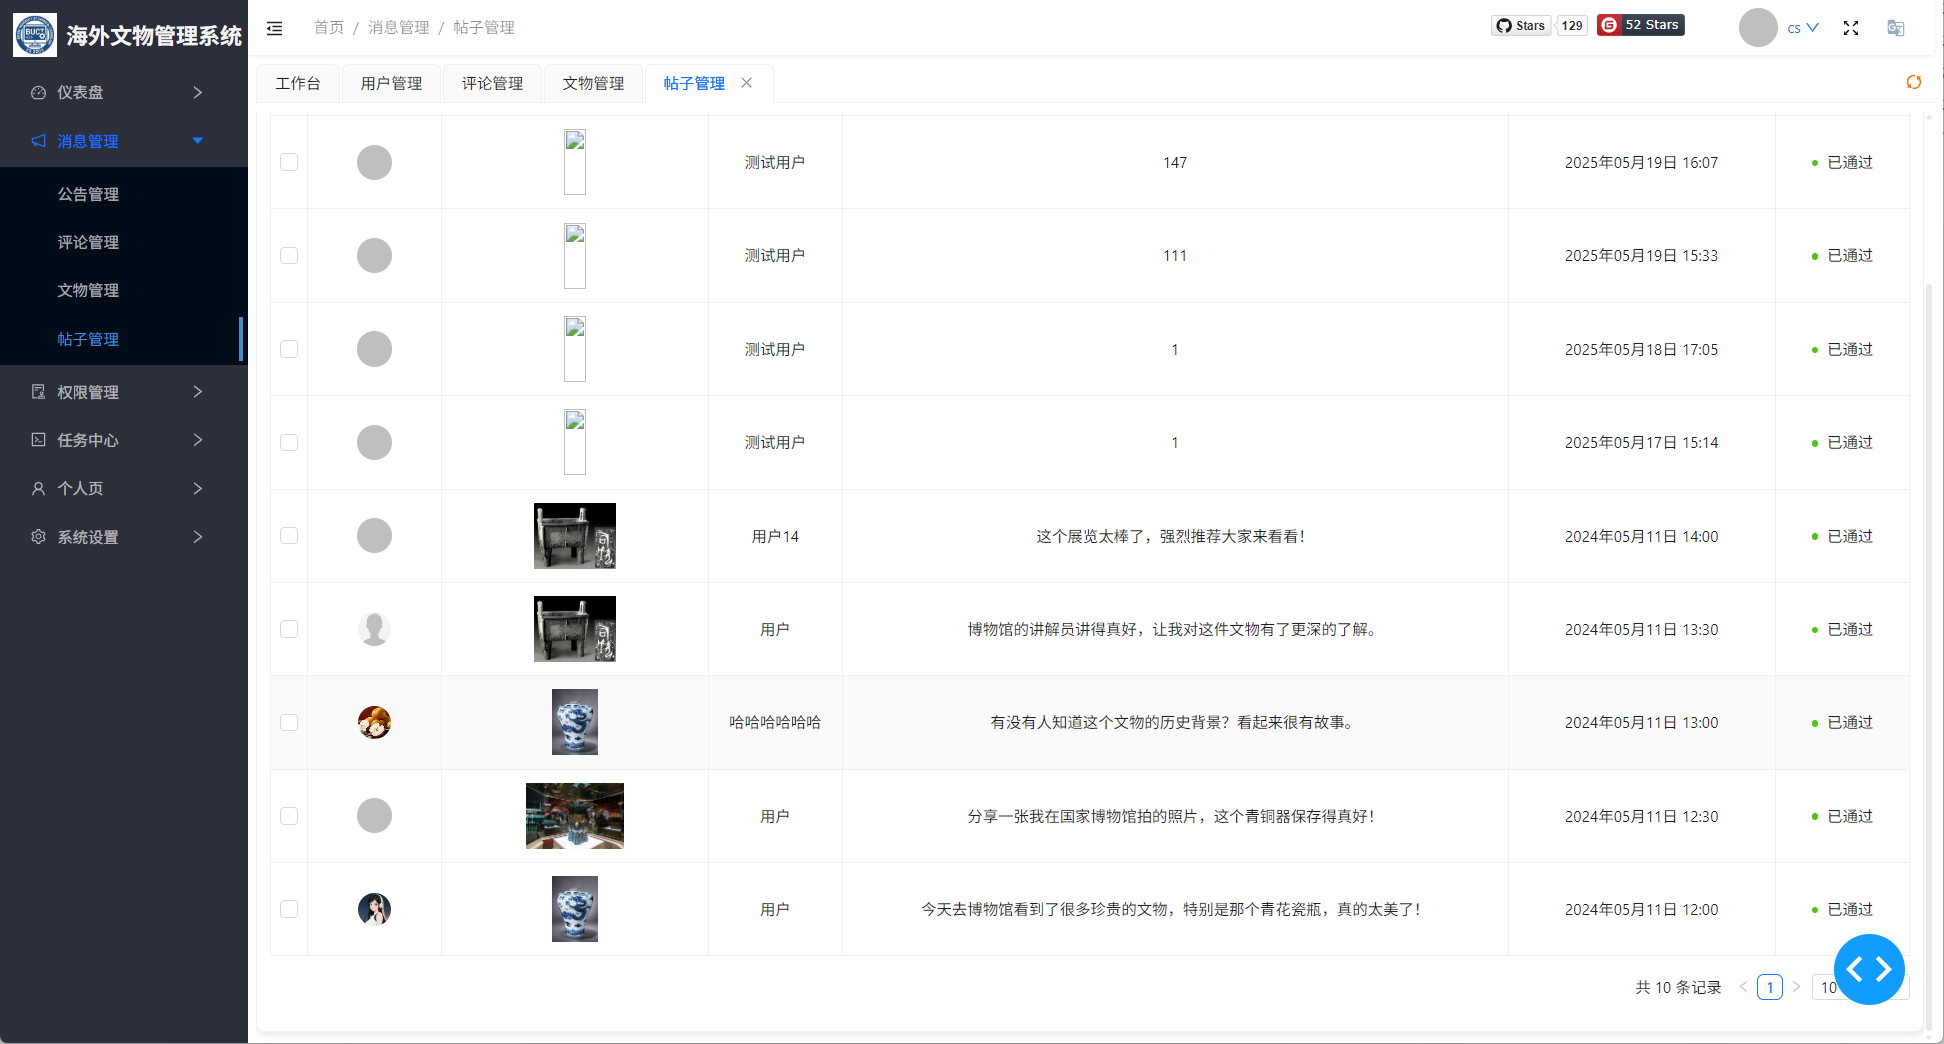 海外文物管理系统
首页 / 消息管理 / 帖子管理
Stars 129
52 Stars
cs
仪表盘
消息管理
公告管理
评论管理
文物管理
帖子管理
权限管理
任务中心
个人页
系统设置
工作台 用户管理 评论管理 文物管理 帖子管理
测试用户 147 2025年05月19日 16:07 已通过
测试用户 111 2025年05月19日 15:33 已通过
测试用户 1 2025年05月18日 17:05 已通过
测试用户 1 2025年05月17日 15:14 已通过
用户14 这个展览太棒了，强烈推荐大家来看看！ 2024年05月11日 14:00 已通过
用户 博物馆的讲解员讲得真好，让我对这件文物有了更深的了解。 2024年05月11日 13:30 已通过
哈哈哈哈哈哈 有没有人知道这个文物的历史背景？看起来很有故事。 2024年05月11日 13:00 已通过
用户 分享一张我在国家博物馆拍的照片，这个青铜器保存得真好！ 2024年05月11日 12:30 已通过
用户 今天去博物馆看到了很多珍贵的文物，特别是那个青花瓷瓶，真的太美了！ 2024年05月11日 12:00 已通过
共 10 条记录 1 10